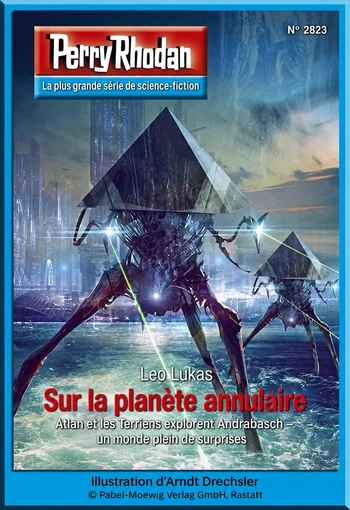 Perry Rhodan
La plus grande série de science-fiction
N° 2823
Leo Lukas
Sur la planète annulaire
Atlan et les Terriens explorent Andrabasch —
un monde plein de surprises
Illustration d'Arndt Drechsler
© Pabel-Moewig Verlag GmbH, Rastatt